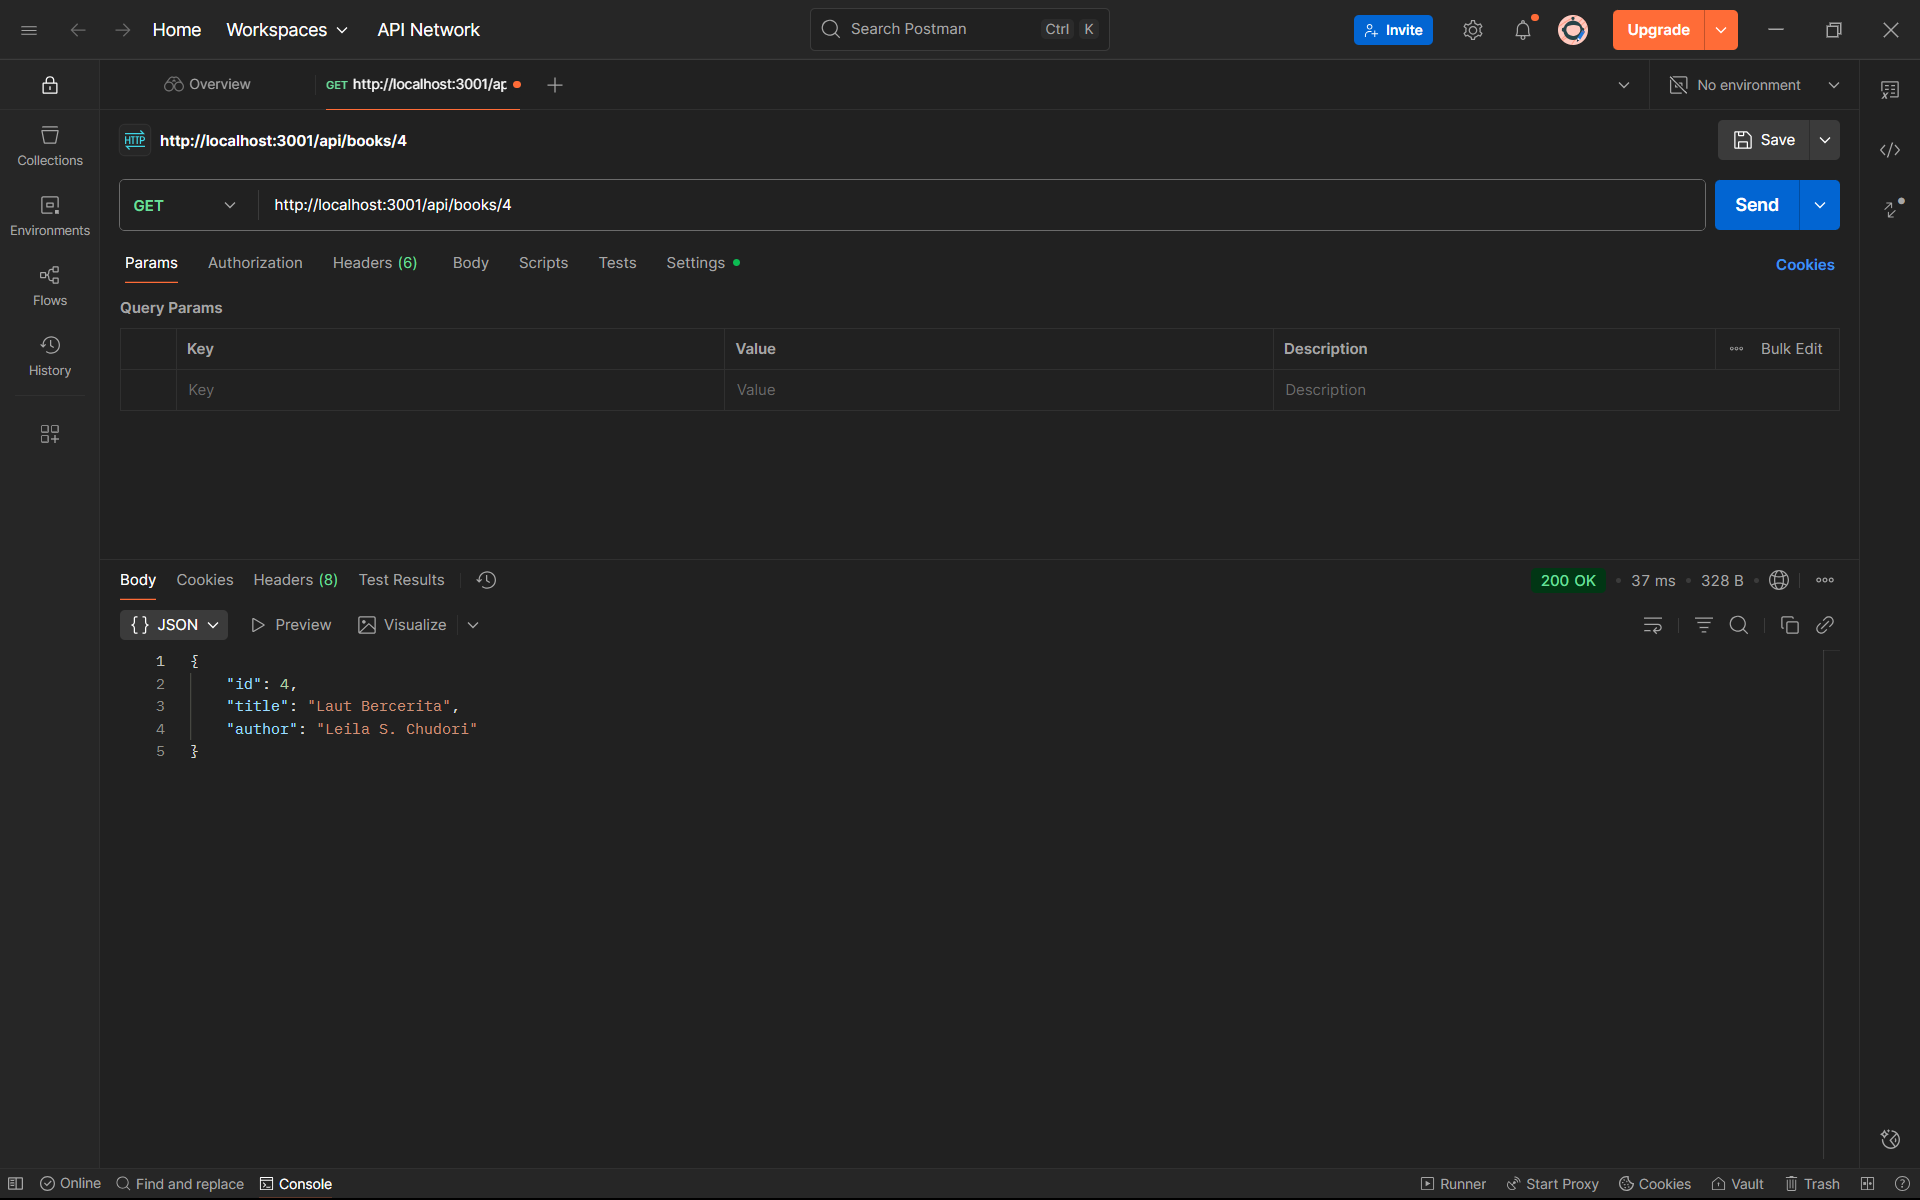 Home Workspaces API Network Search Postman Ctrl K Invite Upgrade
Overview GET http://localhost:3001/ap No environment
HTTP http://localhost:3001/api/books/4 Save
Collections
Environments
Flows
History
GET http://localhost:3001/api/books/4 Send
Params Authorization Headers (6) Body Scripts Tests Settings Cookies
Query Params
Key Value Description Bulk Edit
Key Value Description
Body Cookies Headers (8) Test Results 200 OK 37 ms 328 B
{} JSON Preview Visualize
1 {
2 "id": 4,
3 "title": "Laut Bercerita",
4 "author": "Leila S. Chudori"
5 }
Online Find and replace Console Runner Start Proxy Cookies Vault Trash